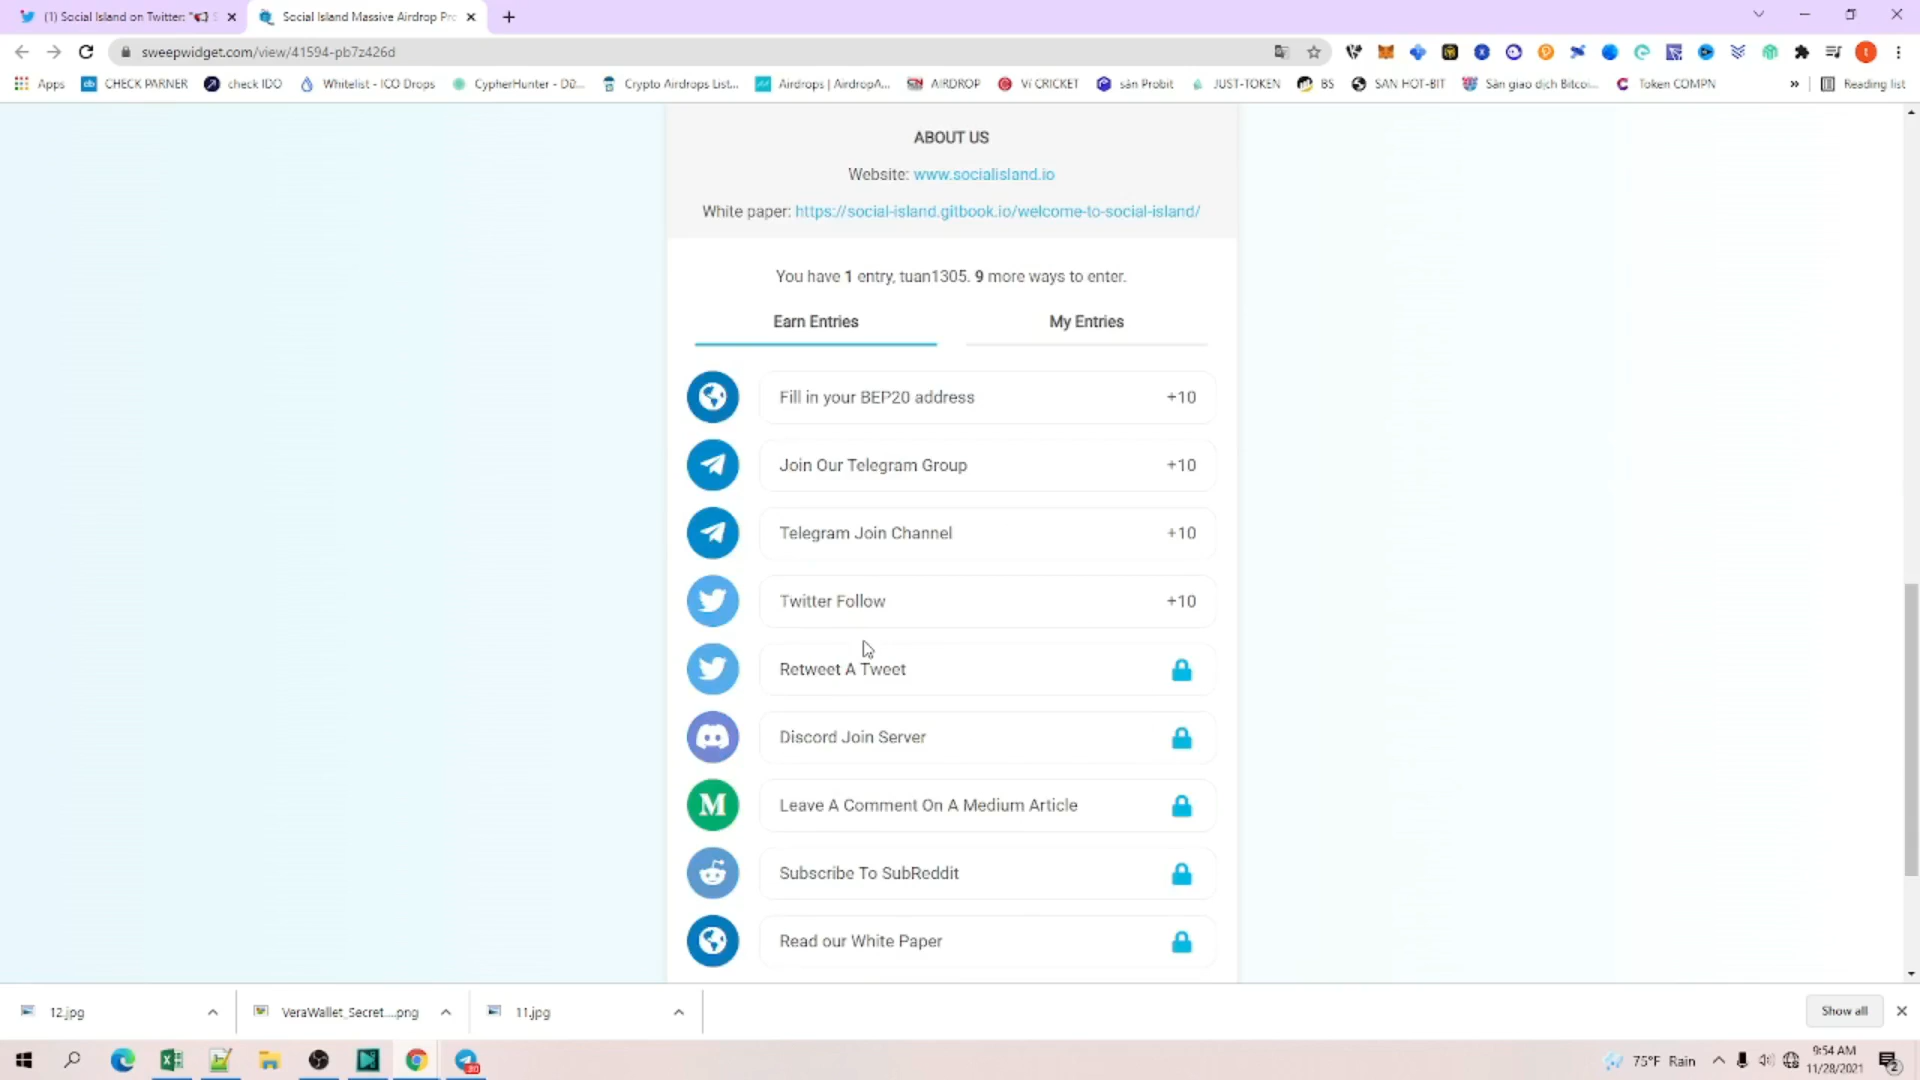 (1) Social Island on Twitter: "
Social Island Massive Airdrop Pro
sweepwidget.com/view/41594-pb7z426d
Apps
CHECK PARNER
check IDO
Whitelist - ICO Drops
CypherHunter - Dữ...
Crypto Airdrops List...
Airdrops | AirdropA...
AIRDROP
Ví CRICKET
sàn Probit
JUST-TOKEN
BS
SAN HOT-BIT
Sàn giao dịch Bitco...
Token COMPN
»
Reading list
ABOUT US
Website: www.socialisland.io
White paper: https://social-island.gitbook.io/welcome-to-social-island/
You have 1 entry, tuan1305. 9 more ways to enter.
Earn Entries
My Entries
Fill in your BEP20 address +10
Join Our Telegram Group +10
Telegram Join Channel +10
Twitter Follow +10
Retweet A Tweet
Discord Join Server
Leave A Comment On A Medium Article
Subscribe To SubReddit
Read our White Paper
12.jpg
VeraWallet_Secret....png
11.jpg
Show all
75°F Rain
9:54 AM
11/28/2021